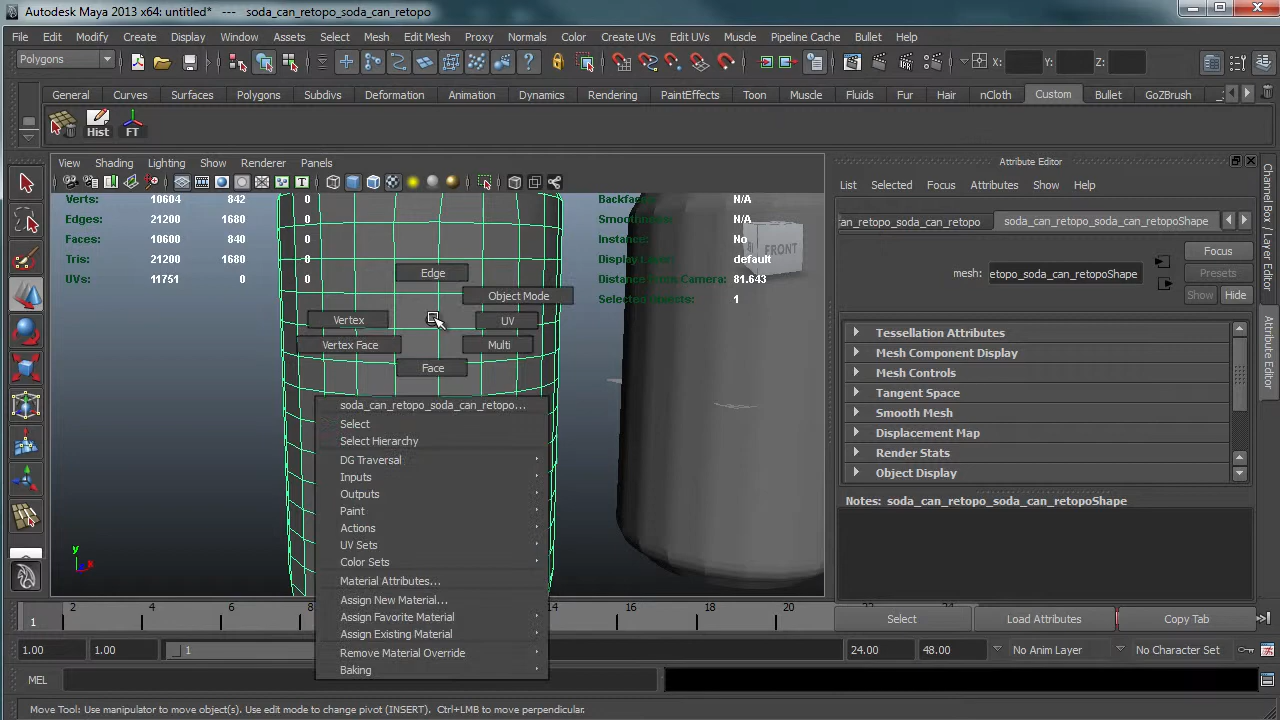 Autodesk Maya 2013 x64: untitled* --- soda_can_retopo_soda_can_retopo
File Edit Modify Create Display Window Assets Select Mesh Edit Mesh Proxy Normals Color Create UVs Edit UVs Muscle Pipeline Cache Bullet Help
Polygons X: Y: Z:
General Curves Surfaces Polygons Subdivs Deformation Animation Dynamics Rendering PaintEffects Toon Muscle Fluids Fur Hair nCloth Custom Bullet GoZBrush
Hist FT
View Shading Lighting Show Renderer Panels
Attribute Editor
List Selected Focus Attributes Show Help
Verts: 10604 842 0
Edges: 21200 1680 0
Faces: 10600 840 0
Tris: 21200 1680 0
UVs: 11751 0 0
Backfaces: N/A
Smoothness: N/A
Instance: No
Display Layer: default
Distance From Camera: 81.643
Selected Objects: 1
FRONT
Edge
Object Mode
Vertex
UV
Vertex Face
Multi
Face
soda_can_retopo_soda_can_retopo...
Select
Select Hierarchy
DG Traversal
Inputs
Outputs
Paint
Actions
UV Sets
Color Sets
Material Attributes...
Assign New Material...
Assign Favorite Material
Assign Existing Material
Remove Material Override
Baking
an_retopo_soda_can_retopo soda_can_retopo_soda_can_retopoShape
Focus
mesh: etopo_soda_can_retopoShape
Presets
Show Hide
Tessellation Attributes
Mesh Component Display
Mesh Controls
Tangent Space
Smooth Mesh
Displacement Map
Render Stats
Object Display
Notes: soda_can_retopo_soda_can_retopoShape
Select Load Attributes Copy Tab
Channel Box / Layer Editor
Attribute Editor
1 2 4 6 8 14 16 18 20
1.00 1.00 1 24.00 48.00 No Anim Layer No Character Set
MEL
Move Tool: Use manipulator to move object(s). Use edit mode to change pivot (INSERT). Ctrl+LMB to move perpendicular.